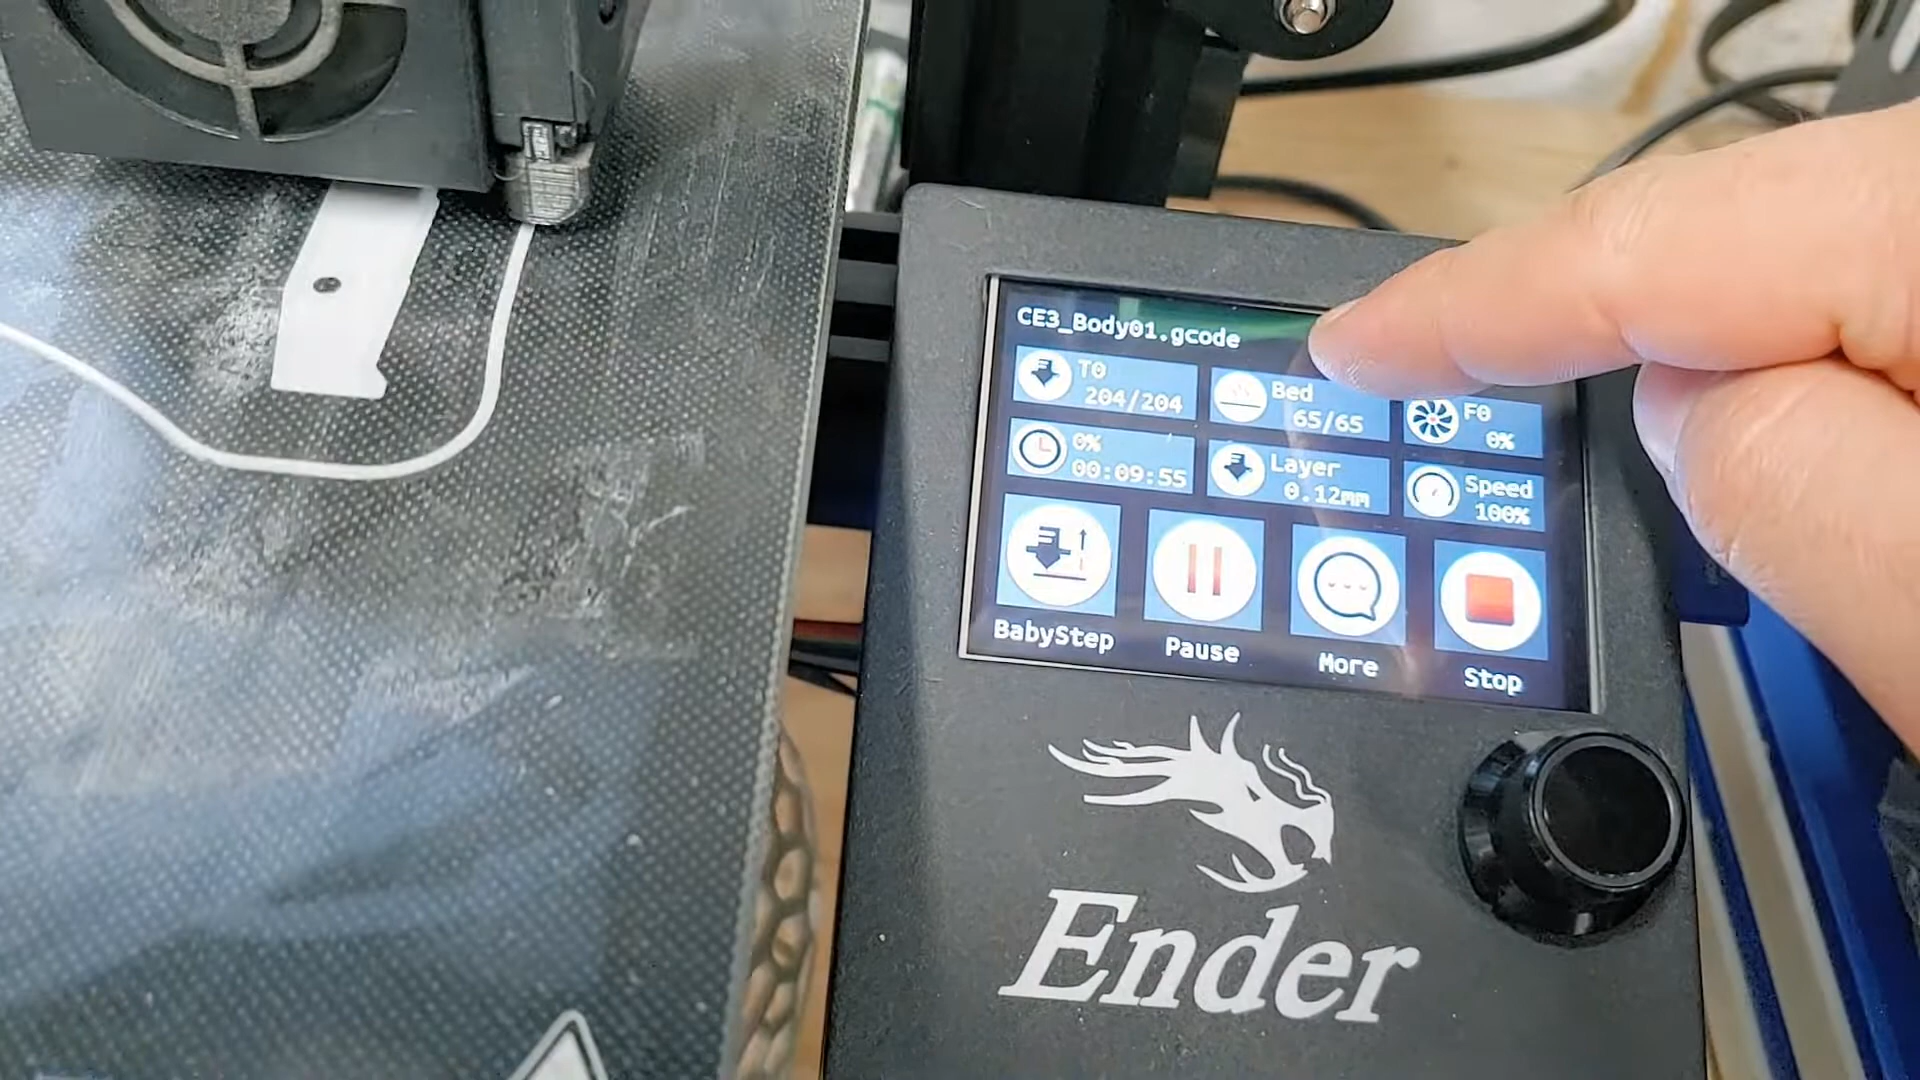 CE3_Body01.gcode
T0
204/204
Bed
65/65
F0
0%
0%
00:09:55
Layer
0.12mm
Speed
100%
BabyStep
Pause
More
Stop
Ender